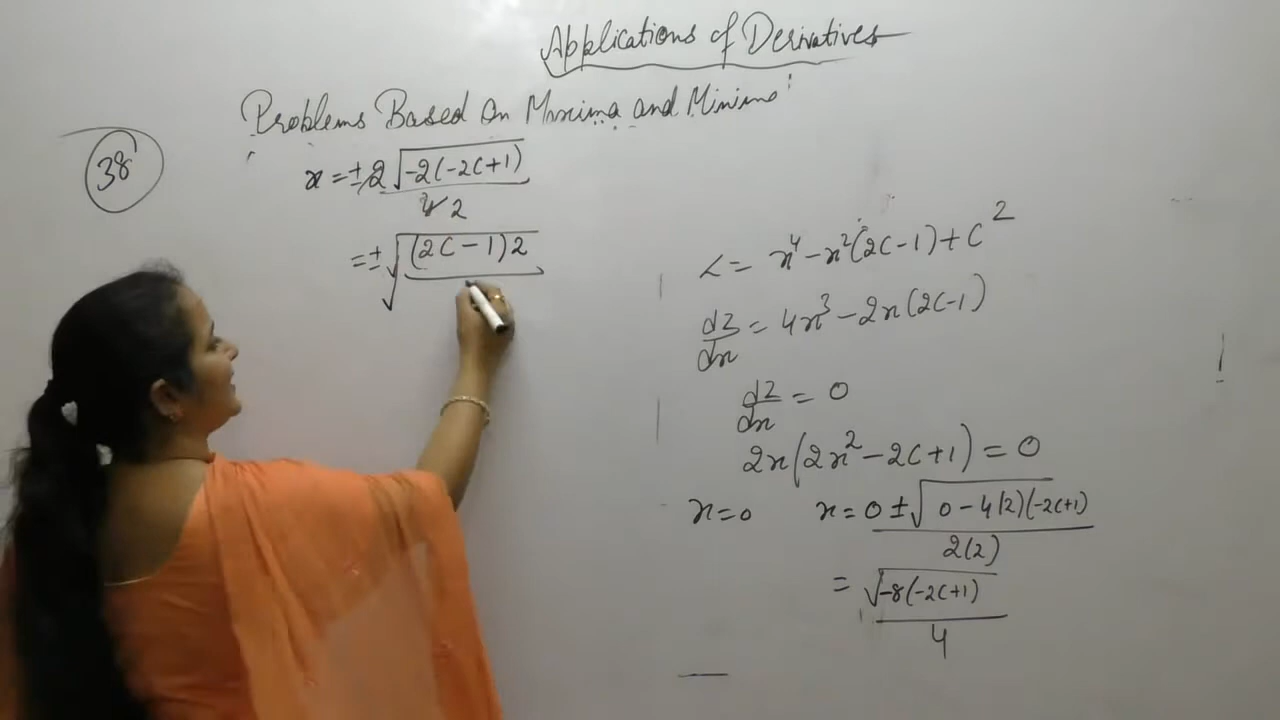 Applications of Derivatives
Problems Based On Maxima and Minima
38
x = ± 2 √-2(-2c+1)
4 2
= ± √(2c-1)2
z = x⁴ - x²(2c-1) + c²
dz/dx = 4x³ - 2x(2c-1)
dz/dx = 0
2x(2x² - 2c + 1) = 0
x = 0 x = 0 ± √0 - 4(2)(-2c+1)
2(2)
= √-8(-2c+1)
4